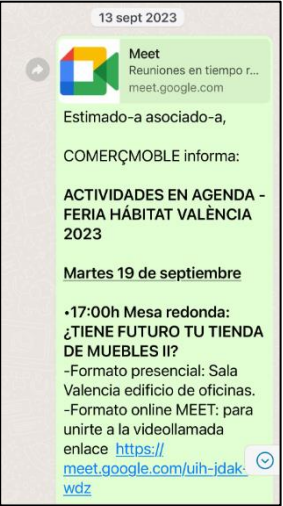 13 sept 2023
Meet
Reuniones en tiempo r...
meet.google.com
Estimado-a asociado-a,
COMERÇMOBLE informa:
ACTIVIDADES EN AGENDA -
FERIA HÁBITAT VALÈNCIA
2023
Martes 19 de septiembre
•17:00h Mesa redonda:
¿TIENE FUTURO TU TIENDA
DE MUEBLES II?
-Formato presencial: Sala
Valencia edificio de oficinas.
-Formato online MEET: para
unirte a la videollamada
enlace https://
meet.google.com/uih-jdak-
wdz